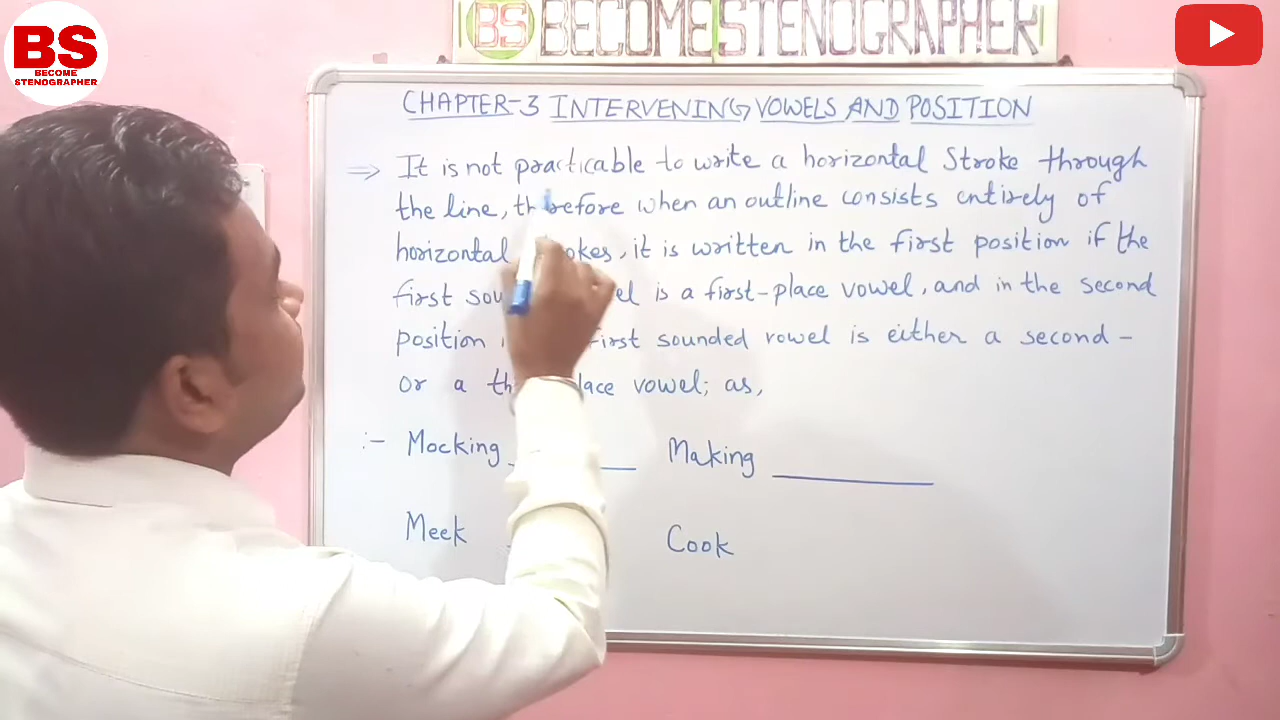 BS BECOME STENOGRAPHER
BS
BECOME
STENOGRAPHER
CHAPTER-3 INTERVENING VOWELS AND POSITION
⇒ It is not practicable to write a horizontal Stroke through
the line, therefore when an outline consists entirely of
horizontal okes, it is written in the first position if the
first sou el is a first-place vowel, and in the second
position irst sounded vowel is either a second-
Or a th lace vowel; as,
:- Mocking Making
Meek Cook